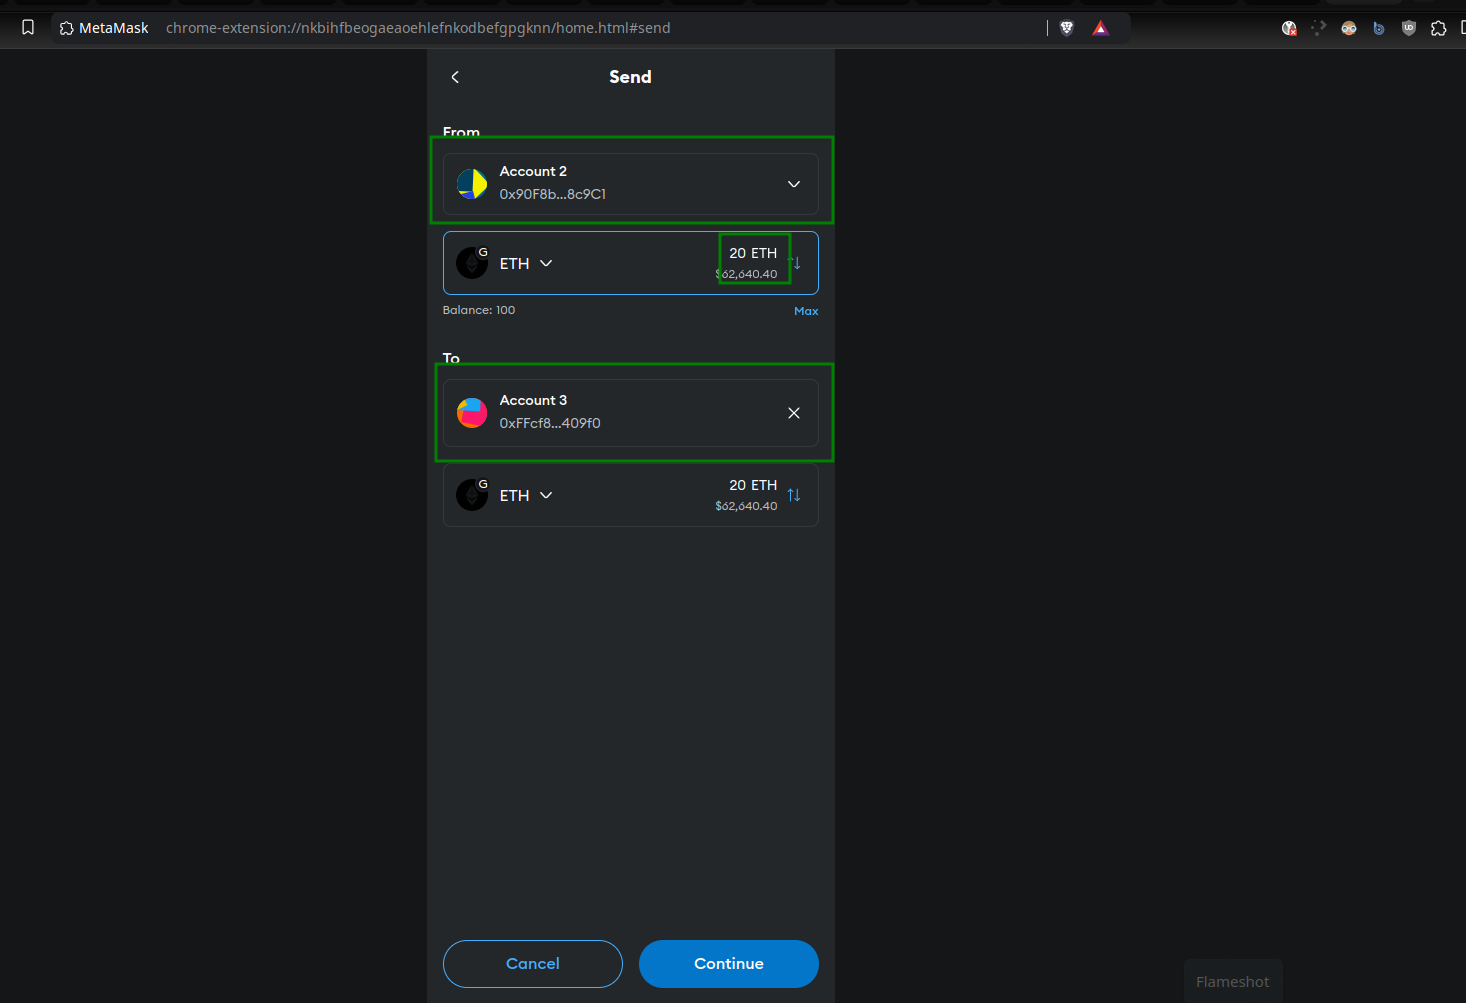 MetaMask chrome-extension://nkbihfbeogaeaoehlefnkodbefgpgknn/home.html#send
Send
From
Account 2
0x90F8b...8c9C1
G
ETH
20 ETH
$62,640.40
Balance: 100
Max
To
Account 3
0xFFcf8...409f0
G
ETH
20 ETH
$62,640.40
Cancel
Continue
Flameshot